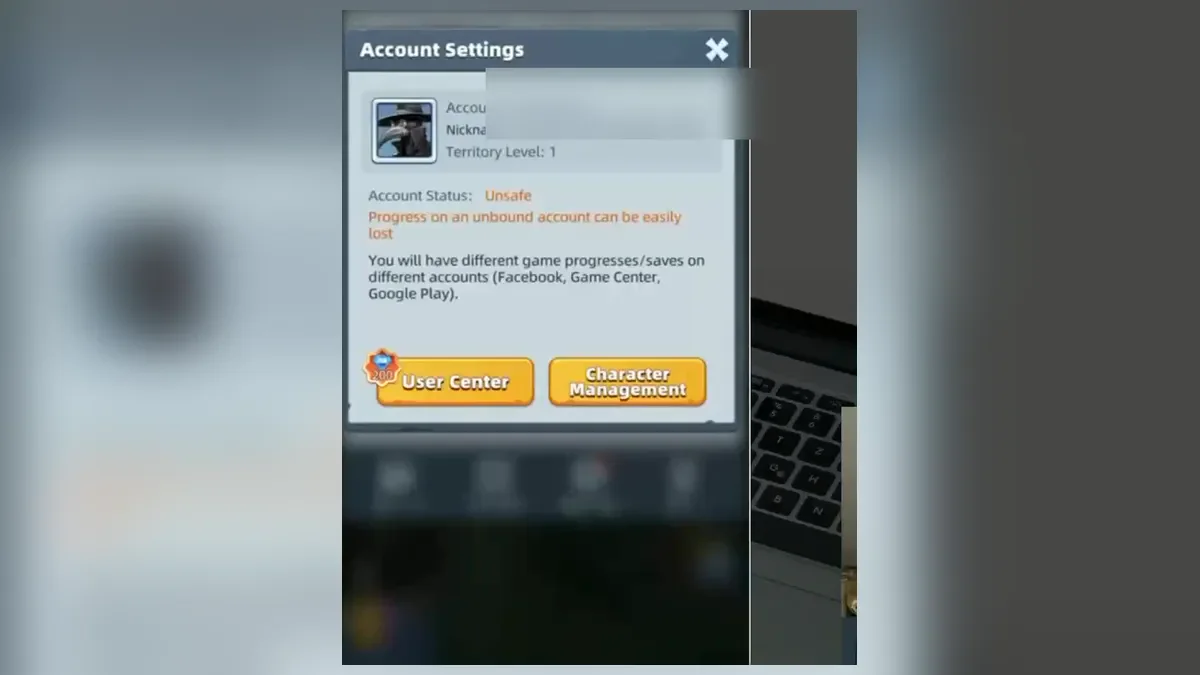 Account Settings
Accou
Nickna
Territory Level: 1
Account Status: Unsafe
Progress on an unbound account can be easily
lost
You will have different game progresses/saves on
different accounts (Facebook, Game Center,
Google Play).
200
User Center
Character
Management
T
Z
G
H
B
N